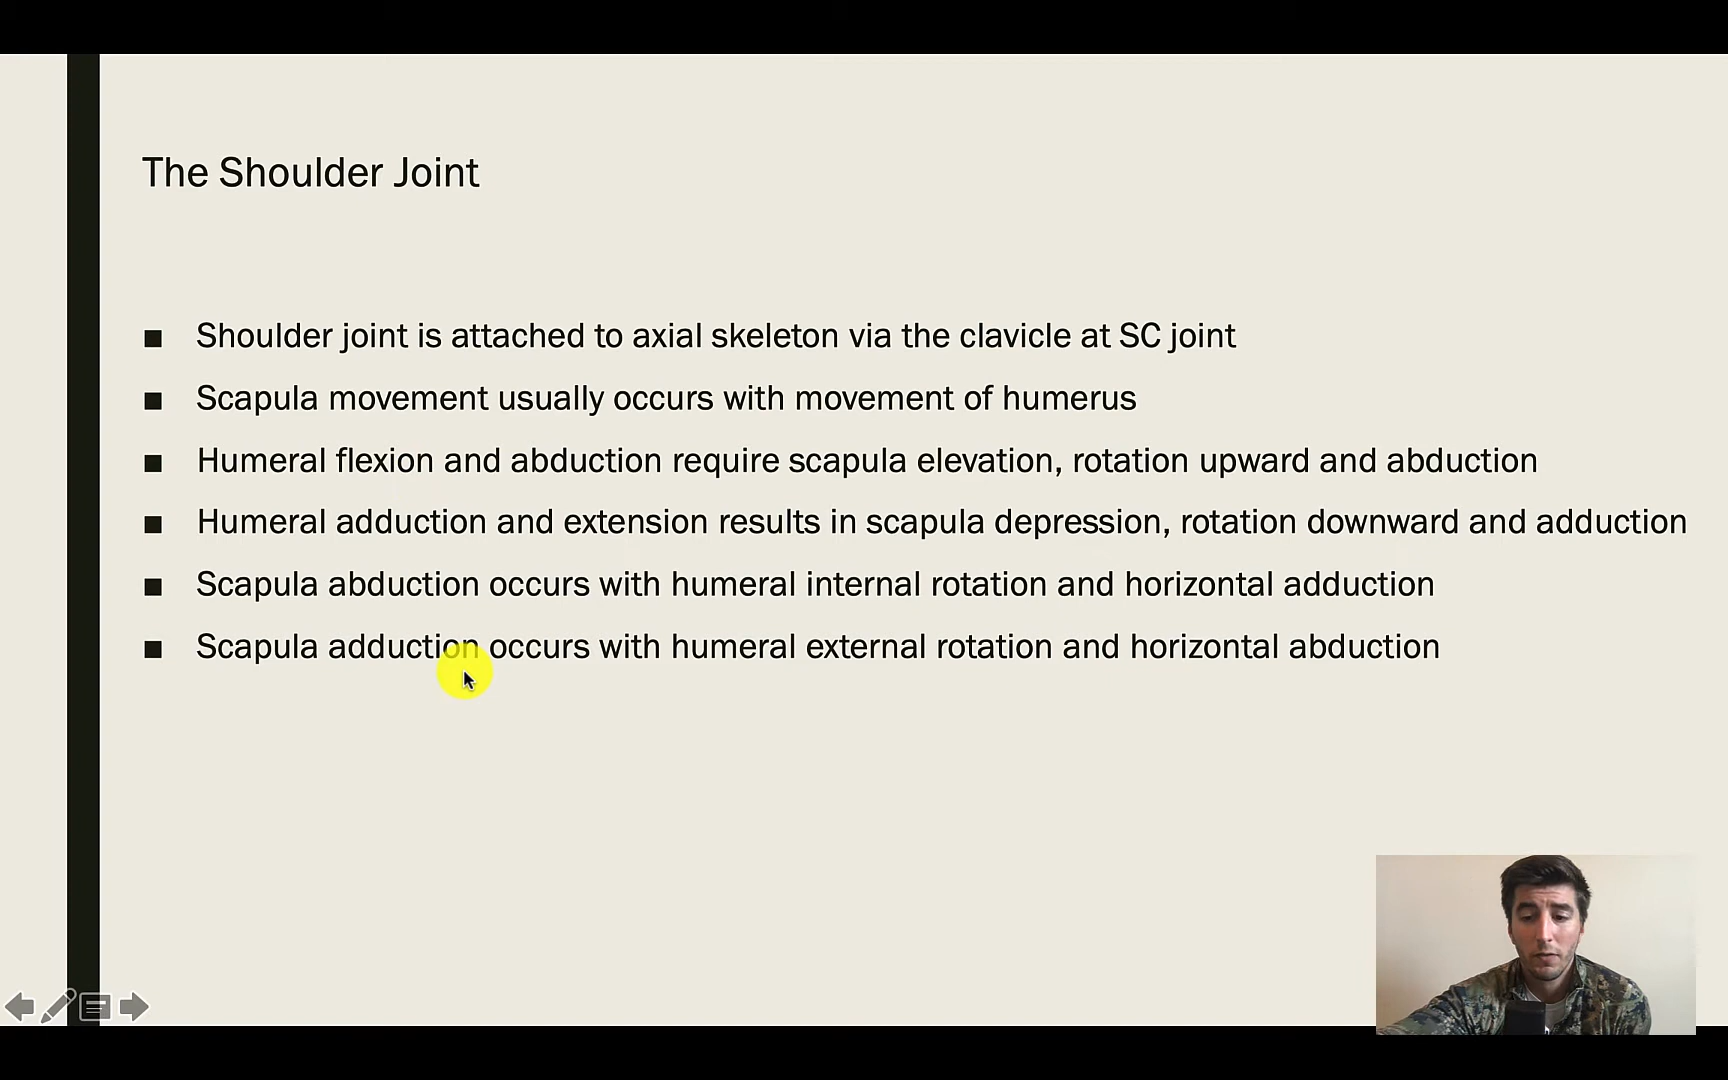 The Shoulder Joint
Shoulder joint is attached to axial skeleton via the clavicle at SC joint
Scapula movement usually occurs with movement of humerus
Humeral flexion and abduction require scapula elevation, rotation upward and abduction
Humeral adduction and extension results in scapula depression, rotation downward and adduction
Scapula abduction occurs with humeral internal rotation and horizontal adduction
Scapula adduction occurs with humeral external rotation and horizontal abduction